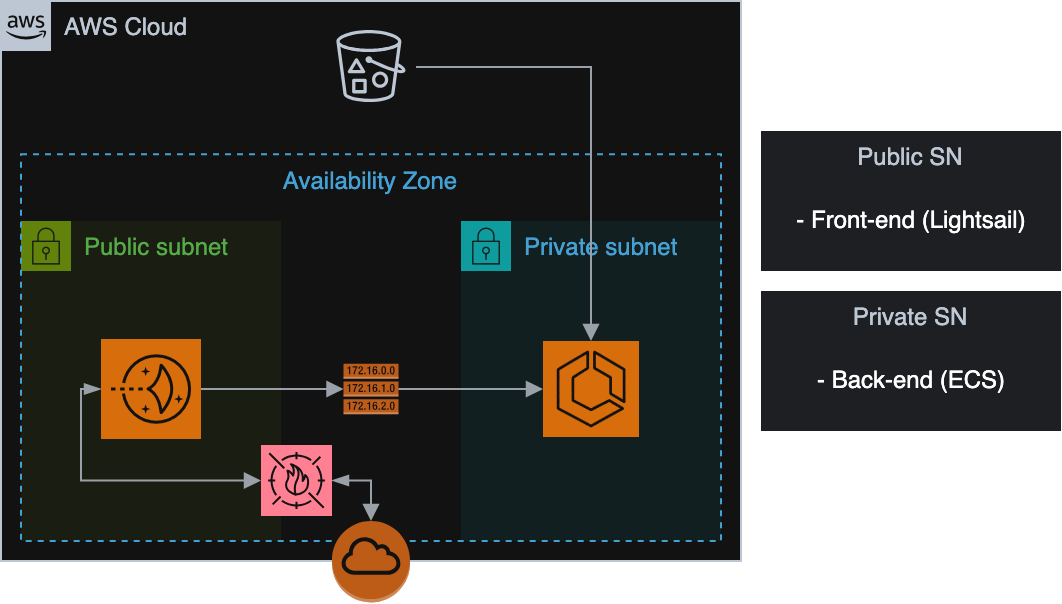 aws
AWS Cloud
Availability Zone
Public subnet
Private subnet
172.16.0.0
172.16.1.0
172.16.2.0
Public SN
- Front-end (Lightsail)
Private SN
- Back-end (ECS)